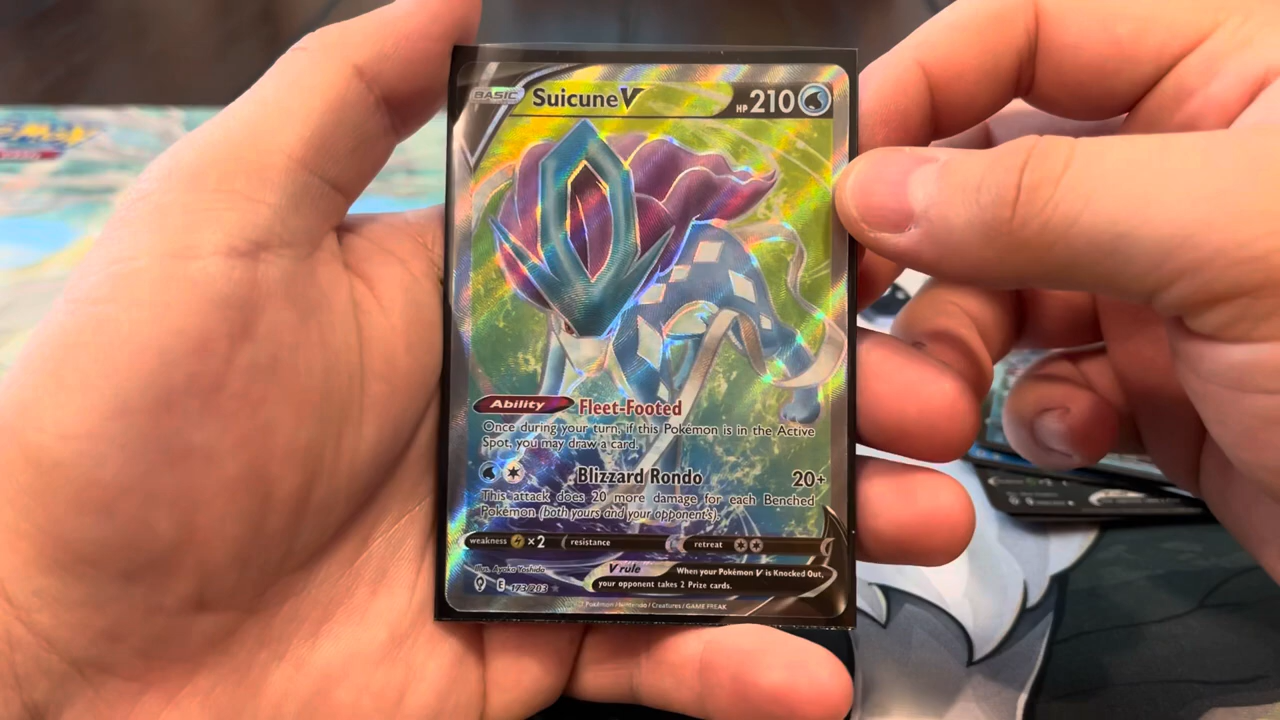 Pokémon
BASIC Suicune V HP 210
Ability Fleet-Footed
Once during your turn, if this Pokémon is in the Active
Spot, you may draw a card.
Blizzard Rondo 20+
This attack does 20 more damage for each Benched
Pokémon (both yours and your opponent's).
weakness ×2 resistance retreat
Illus. Ayaka Yoshida
V rule When your Pokémon V is Knocked Out,
your opponent takes 2 Prize cards.
E 173/203
Pokémon / Nintendo / Creatures / GAME FREAK